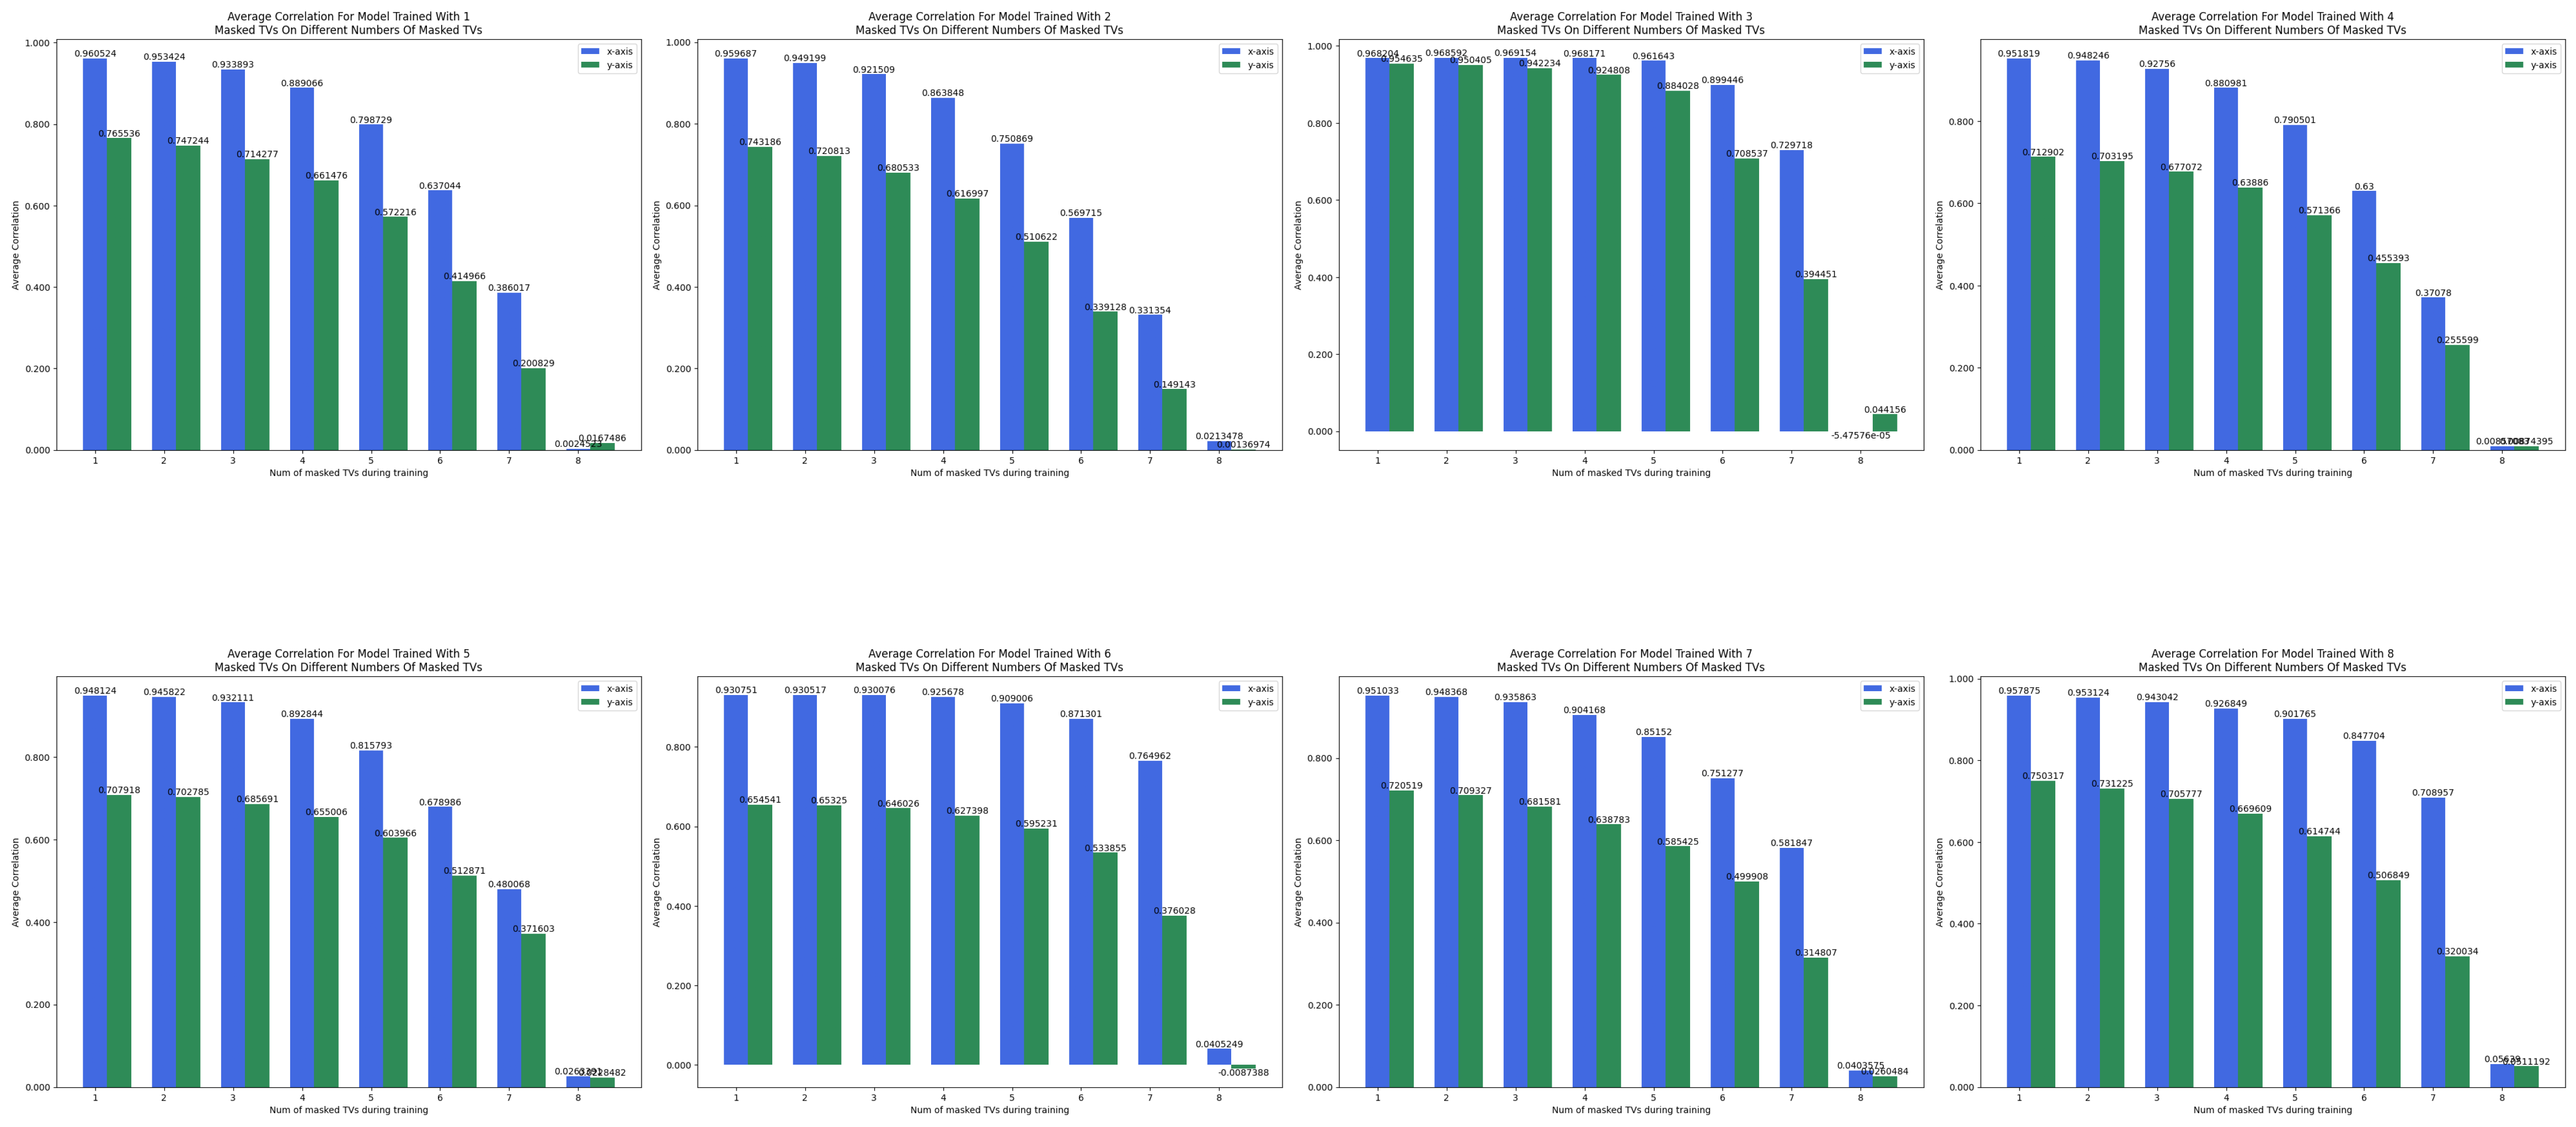 Average Correlation For Model Trained With 1
Masked TVs On Different Numbers Of Masked TVs
x-axis
y-axis
Average Correlation
1.000
0.800
0.600
0.400
0.200
0.000
0.960524
0.953424
0.933893
0.889066
0.798729
0.637044
0.386017
0.765536
0.747244
0.714277
0.661476
0.572216
0.414966
0.200829
0.0167486
1 2 3 4 5 6 7 8
Num of masked TVs during training
Average Correlation For Model Trained With 2
Masked TVs On Different Numbers Of Masked TVs
x-axis
y-axis
Average Correlation
1.000
0.800
0.600
0.400
0.200
0.000
0.959687
0.949199
0.921509
0.863848
0.750869
0.569715
0.331354
0.0213478
0.743186
0.720813
0.680533
0.616997
0.510622
0.339128
0.149143
0.00136974
1 2 3 4 5 6 7 8
Num of masked TVs during training
Average Correlation For Model Trained With 3
Masked TVs On Different Numbers Of Masked TVs
x-axis
y-axis
Average Correlation
1.000
0.800
0.600
0.400
0.200
0.000
0.968204
0.968592
0.969154
0.968171
0.961643
0.899446
0.729718
-5.47576e-05
0.954635
0.950405
0.942234
0.924808
0.884028
0.708537
0.394451
0.044156
1 2 3 4 5 6 7 8
Num of masked TVs during training
Average Correlation For Model Trained With 4
Masked TVs On Different Numbers Of Masked TVs
x-axis
y-axis
Average Correlation
0.800
0.600
0.400
0.200
0.000
0.951819
0.948246
0.92756
0.880981
0.790501
0.63
0.37078
0.712902
0.703195
0.677072
0.63886
0.571366
0.455393
0.255599
1 2 3 4 5 6 7 8
Num of masked TVs during training
Average Correlation For Model Trained With 5
Masked TVs On Different Numbers Of Masked TVs
x-axis
y-axis
Average Correlation
0.800
0.600
0.400
0.200
0.000
0.948124
0.945822
0.932111
0.892844
0.815793
0.678986
0.480068
0.707918
0.702785
0.685691
0.655006
0.603966
0.512871
0.371603
0.0228482
1 2 3 4 5 6 7 8
Num of masked TVs during training
Average Correlation For Model Trained With 6
Masked TVs On Different Numbers Of Masked TVs
x-axis
y-axis
Average Correlation
0.800
0.600
0.400
0.200
0.000
0.930751
0.930517
0.930076
0.925678
0.909006
0.871301
0.764962
0.0405249
0.654541
0.65325
0.646026
0.627398
0.595231
0.533855
0.376028
-0.0087388
1 2 3 4 5 6 7 8
Num of masked TVs during training
Average Correlation For Model Trained With 7
Masked TVs On Different Numbers Of Masked TVs
x-axis
y-axis
Average Correlation
0.800
0.600
0.400
0.200
0.000
0.951033
0.948368
0.935863
0.904168
0.85152
0.751277
0.581847
0.0403575
0.720519
0.709327
0.681581
0.638783
0.585425
0.499908
0.314807
0.0260484
1 2 3 4 5 6 7 8
Num of masked TVs during training
Average Correlation For Model Trained With 8
Masked TVs On Different Numbers Of Masked TVs
x-axis
y-axis
Average Correlation
1.000
0.800
0.600
0.400
0.200
0.000
0.957875
0.953124
0.943042
0.926849
0.901765
0.847704
0.708957
0.05639
0.750317
0.731225
0.705777
0.669609
0.614744
0.506849
0.320034
0.0511192
1 2 3 4 5 6 7 8
Num of masked TVs during training